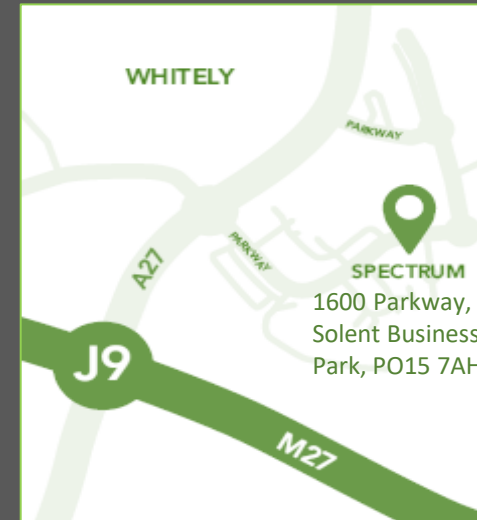 WHITELY
PARKWAY
PARKWAY
A27
SPECTRUM
1600 Parkway,
Solent Business
Park, PO15 7AH
J9
M27